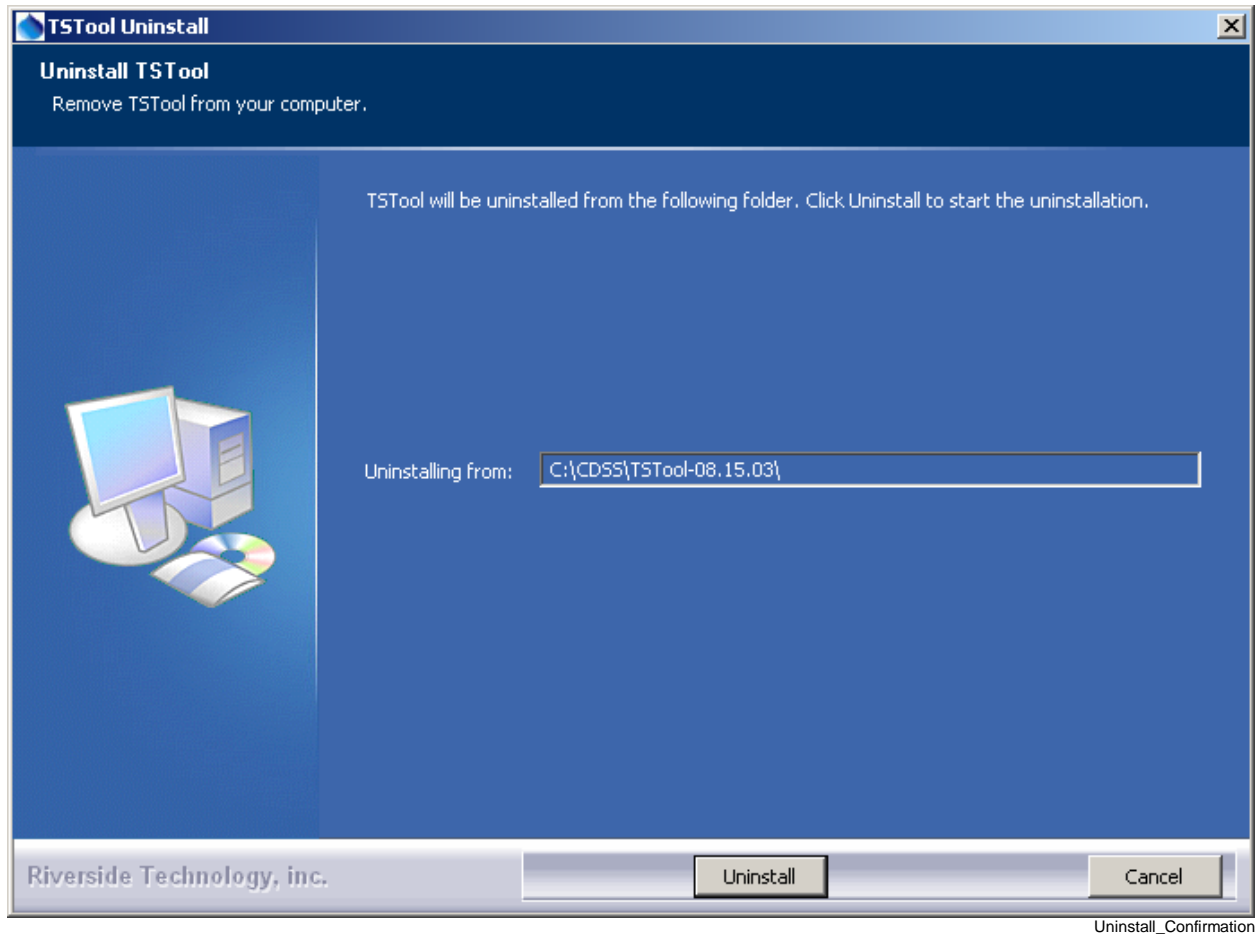 TSTool Uninstall
Uninstall TSTool
Remove TSTool from your computer.
TSTool will be uninstalled from the following folder. Click Uninstall to start the uninstallation.
Uninstalling from: C:\CDSS\TSTool-08.15.03\
Riverside Technology, inc.
Uninstall
Cancel
Uninstall_Confirmation